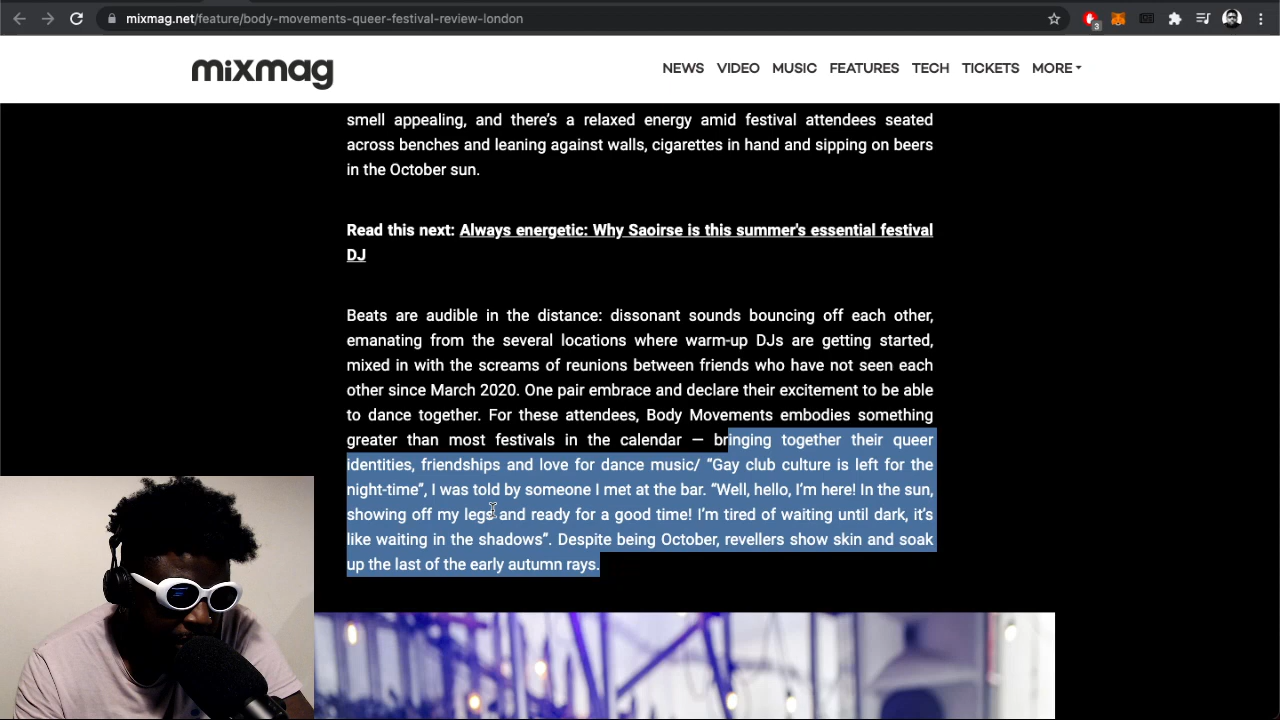 mixmag.net/feature/body-movements-queer-festival-review-london
3
mixmag
NEWS VIDEO MUSIC FEATURES TECH TICKETS MORE
smell appealing, and there's a relaxed energy amid festival attendees seated
across benches and leaning against walls, cigarettes in hand and sipping on beers
in the October sun.
Read this next: Always energetic: Why Saoirse is this summer's essential festival
DJ
Beats are audible in the distance: dissonant sounds bouncing off each other,
emanating from the several locations where warm-up DJs are getting started,
mixed in with the screams of reunions between friends who have not seen each
other since March 2020. One pair embrace and declare their excitement to be able
to dance together. For these attendees, Body Movements embodies something
greater than most festivals in the calendar — bringing together their queer
identities, friendships and love for dance music/ “Gay club culture is left for the
night-time“, I was told by someone I met at the bar. “Well, hello, I’m here! In the sun,
showing off my legs and ready for a good time! I’m tired of waiting until dark, it’s
like waiting in the shadows”. Despite being October, revellers show skin and soak
up the last of the early autumn rays.